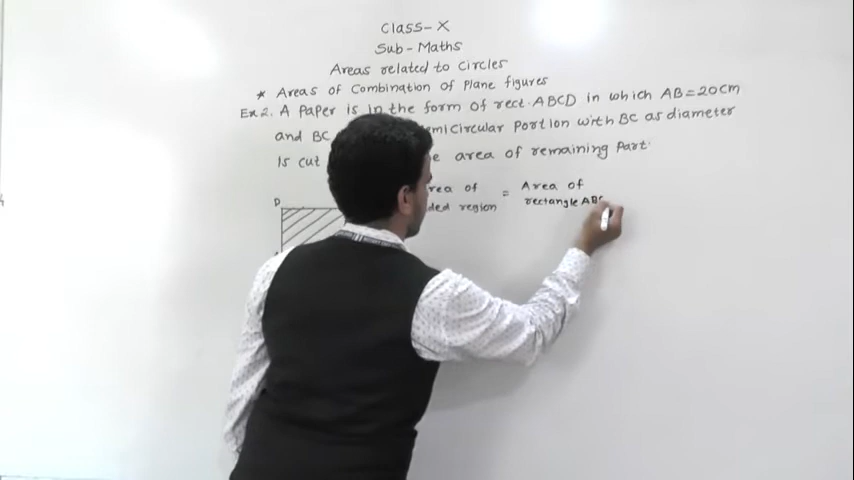 Class-X
Sub-Maths
Areas related to Circles
* Areas of Combination of Plane figures
Ex 2. A Paper is in the form of rect. ABCD in which AB=20cm
and BC emicircular Portion with BC as diameter
is cut e area of remaining Part.
rea of = Area of
ded region rectangle ABC
D